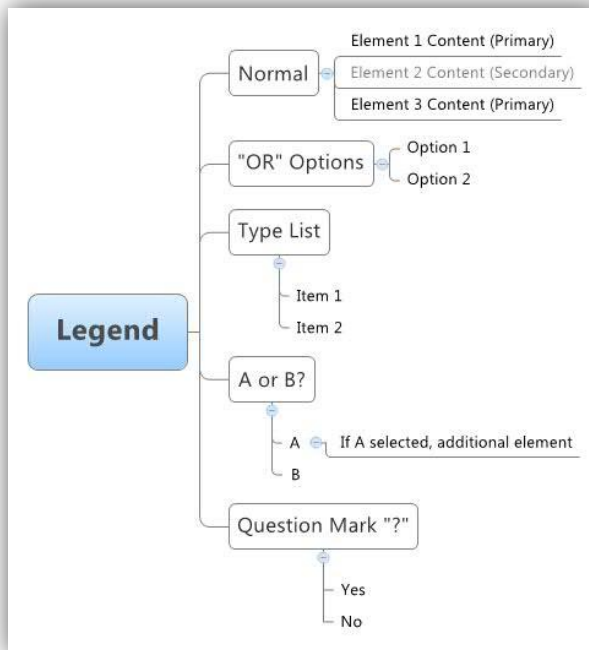 Element 1 Content (Primary)
Normal
Element 2 Content (Secondary)
Element 3 Content (Primary)
"OR" Options
Option 1
Option 2
Type List
Item 1
Item 2
Legend
A or B?
A
If A selected, additional element
B
Question Mark "?"
Yes
No